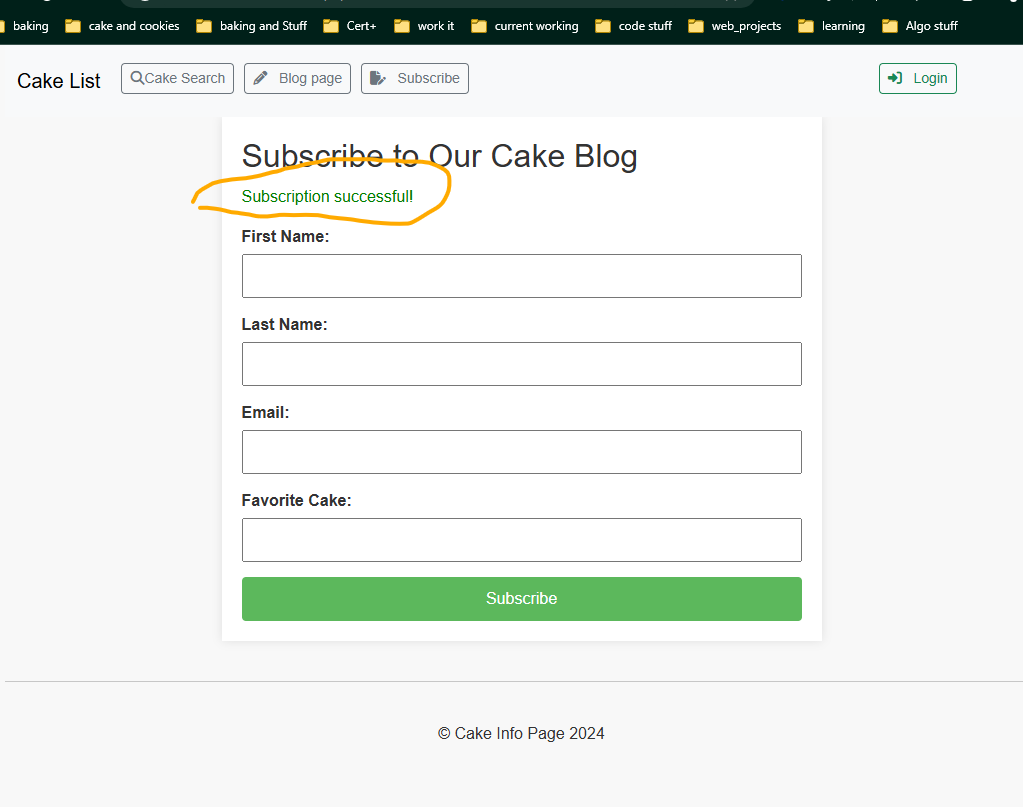 baking cake and cookies baking and Stuff Cert+ work it current working code stuff web_projects learning Algo stuff
Cake List Cake Search Blog page Subscribe Login
Subscribe to Our Cake Blog
Subscription successful!
First Name:
Last Name:
Email:
Favorite Cake:
Subscribe
© Cake Info Page 2024